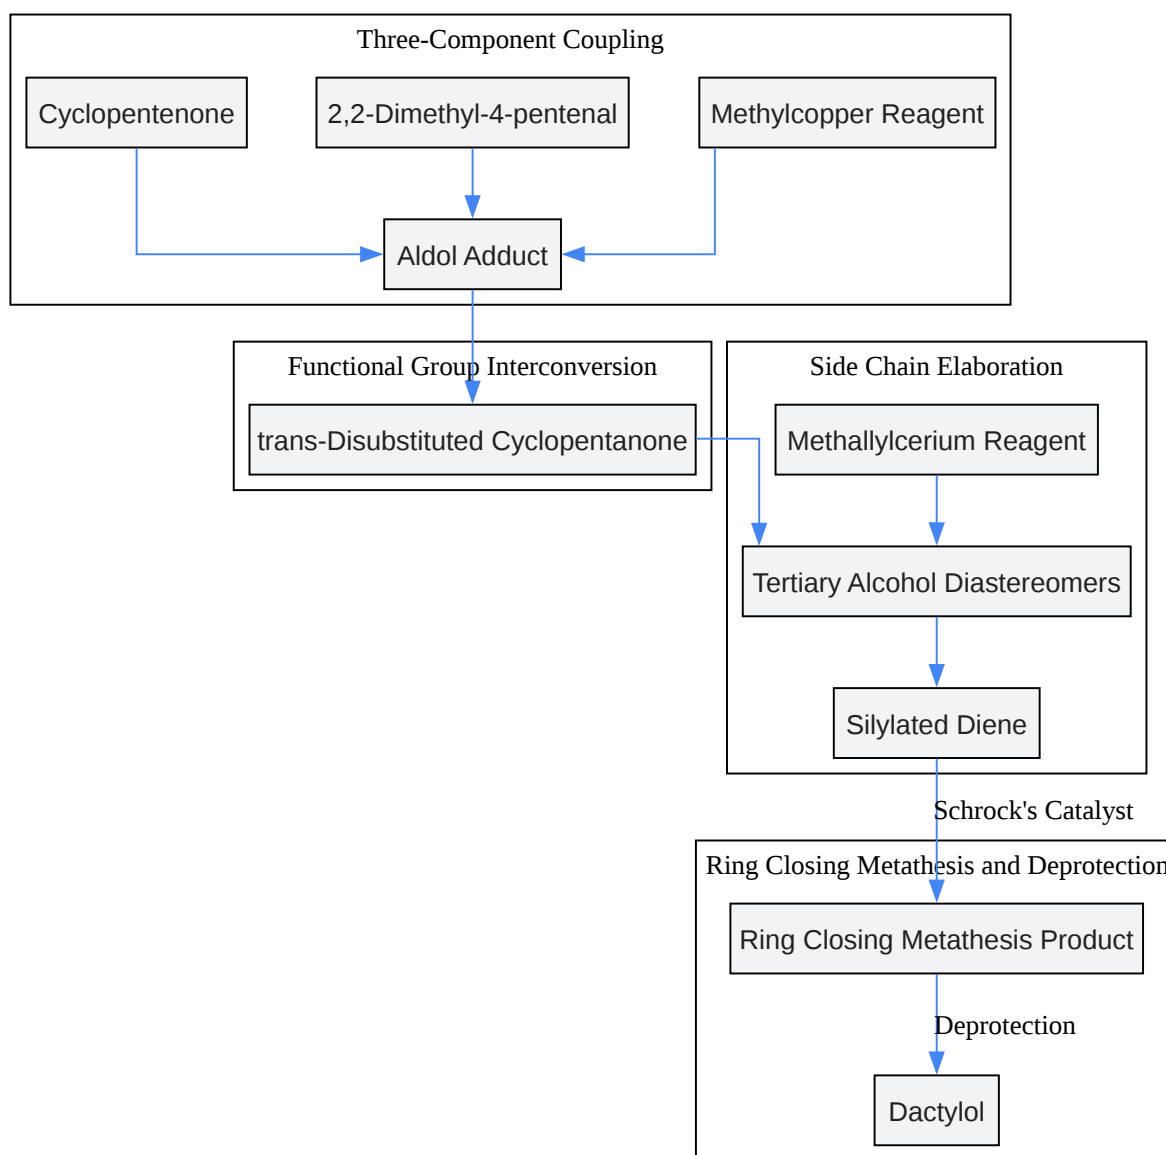 Three-Component Coupling
Cyclopentenone
2,2-Dimethyl-4-pentenal
Methylcopper Reagent
Aldol Adduct
Functional Group Interconversion
trans-Disubstituted Cyclopentanone
Side Chain Elaboration
Methallylcerium Reagent
Tertiary Alcohol Diastereomers
Silylated Diene
Schrock's Catalyst
Ring Closing Metathesis and Deprotection
Ring Closing Metathesis Product
Deprotection
Dactylol